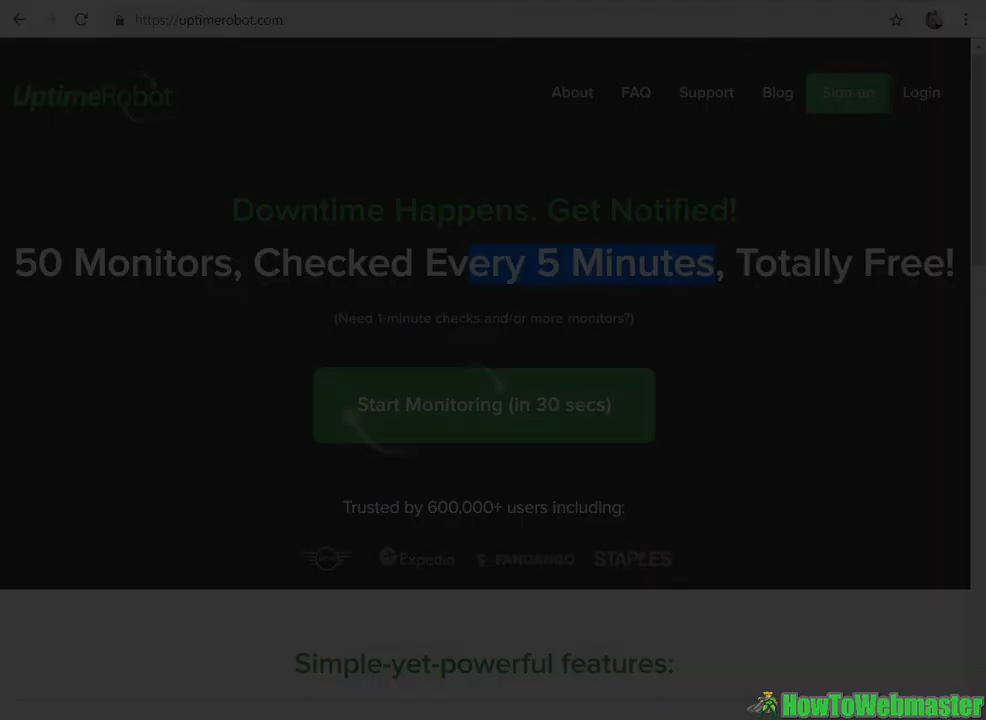 https://uptimerobot.com
UptimeRobot
About FAQ Support Blog Sign-up Login
Downtime Happens. Get Notified!
50 Monitors, Checked Every 5 Minutes, Totally Free!
(Need 1-minute checks and/or more monitors?)
Start Monitoring (in 30 secs)
Trusted by 600,000+ users including:
Expedia FANDANGO STAPLES
Simple-yet-powerful features:
HowToWebmaster